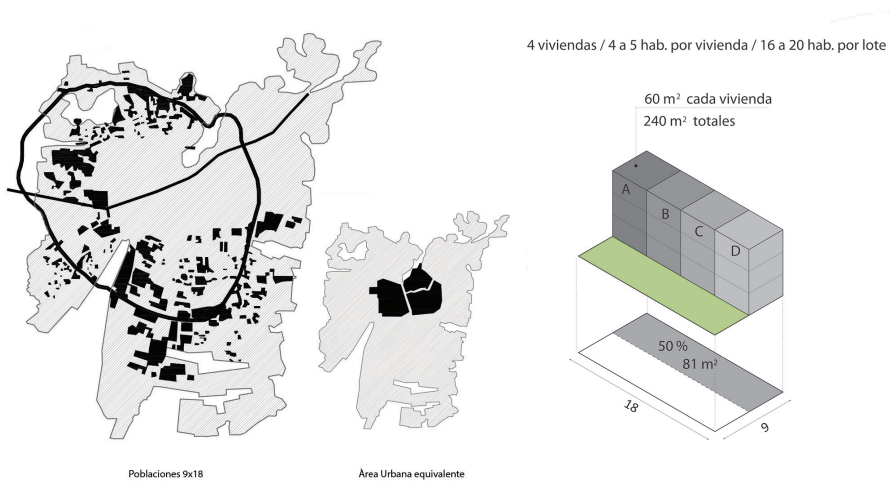 4 viviendas / 4 a 5 hab. por vivienda / 16 a 20 hab. por lote
60 m² cada vivienda
240 m² totales
A
B
C
D
50 %
81 m²
18
9
Poblaciones 9x18
Àrea Urbana equivalente